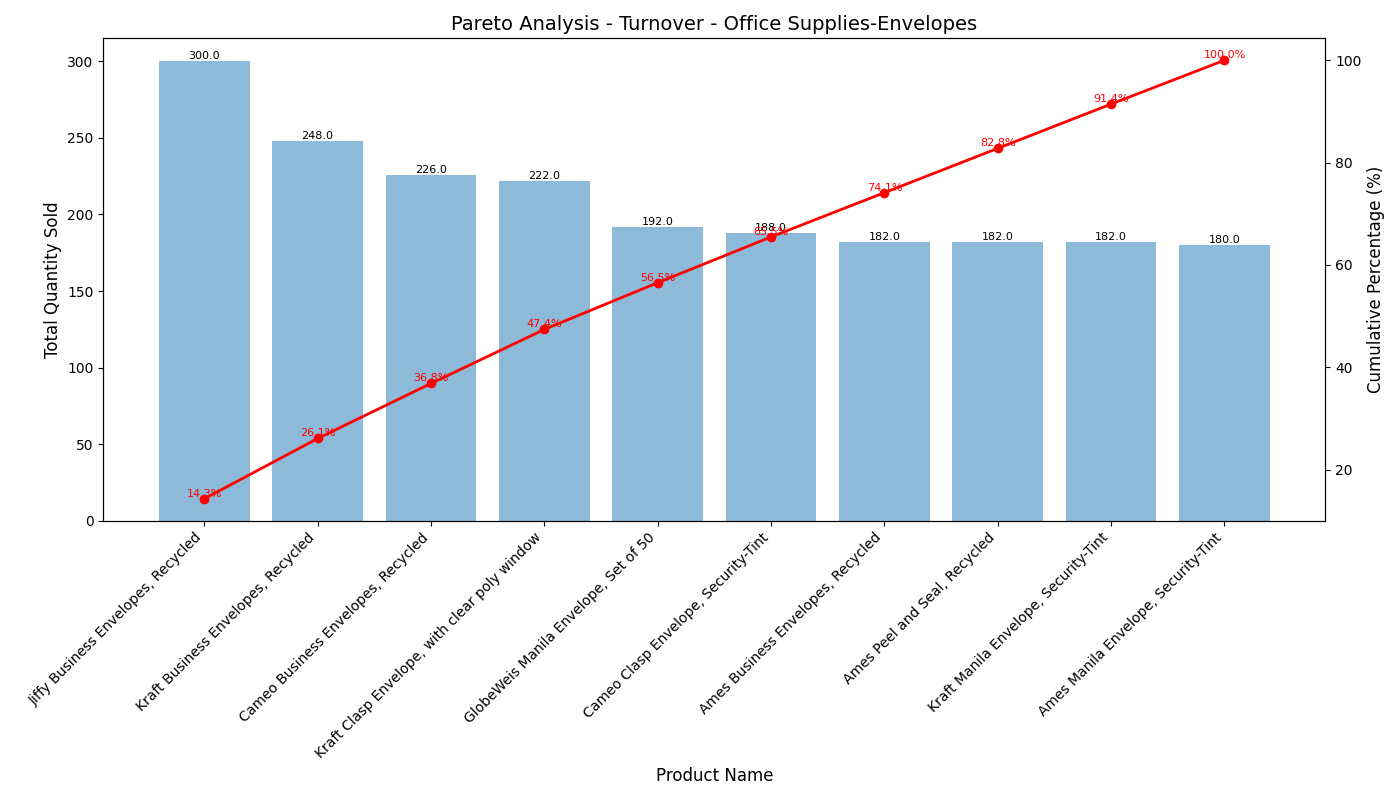 Pareto Analysis - Turnover - Office Supplies-Envelopes
Total Quantity Sold
300
250
200
150
100
50
0
300.0
248.0
226.0
222.0
192.0
188.0
182.0
182.0
182.0
180.0
14.3%
26.1%
36.8%
47.4%
56.5%
65.5%
74.1%
82.8%
91.4%
100.0%
100
80
60
40
20
Cumulative Percentage (%)
Jiffy Business Envelopes, Recycled
Kraft Business Envelopes, Recycled
Cameo Business Envelopes, Recycled
Kraft Clasp Envelope, with clear poly window
GlobeWeis Manila Envelope, Set of 50
Cameo Clasp Envelope, Security-Tint
Ames Business Envelopes, Recycled
Ames Peel and Seal, Recycled
Kraft Manila Envelope, Security-Tint
Ames Manila Envelope, Security-Tint
Product Name